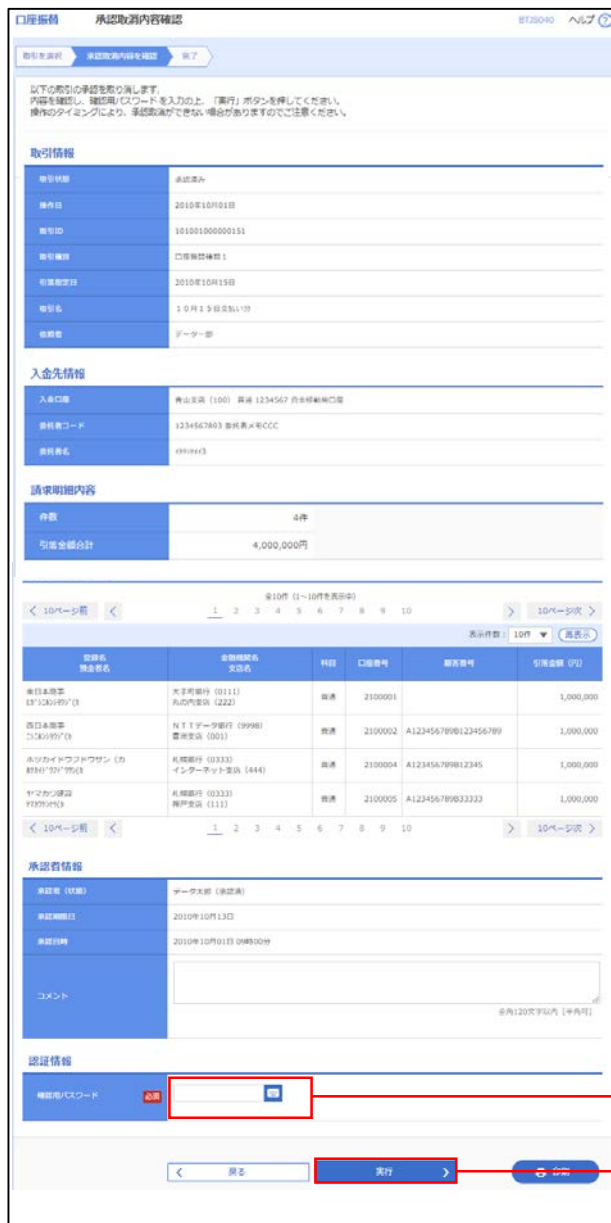 口座振替 承認取消内容確認 BTJS040 ヘルプ ?
取引を選択 承認取消内容を確認 完了
以下の取引の承認を取り消します。
内容を確認し、確認用パスワードを入力の上、「実行」ボタンを押してください。
操作のタイミングにより、承認取消ができない場合がありますのでご注意ください。
取引情報
取引状態 承認済み
操作日 2010年10月01日
取引ID 101001000000151
取引種別 口座振替種別1
引落指定日 2010年10月15日
取引名 10月15日支払い分
依頼者 データ一郎
入金先情報
入金口座 青山支店 (100) 普通 1234567 資金移動用口座
委託者コード 1234567803 委託者メモCCC
委託者名
請求明細内容
件数 4件
引落金額合計 4,000,000円
全10件 (1~10件を表示中)
< 10ページ前 < 1 2 3 4 5 6 7 8 9 10 > 10ページ次 >
表示件数: 10件 ▼ (再表示)
登録名 金融機関名 科目 口座番号 顧客番号 引落金額 (円)
預金者名 支店名
東日本商事 大手町銀行 (0111) 普通 2100001 1,000,000
丸の内支店 (222)
西日本商事 NTTデータ銀行 (9998) 普通 2100002 A123456789B123456789 1,000,000
豊洲支店 (001)
ホツカイドウフドウサン (カ 札幌銀行 (0333) 普通 2100004 A123456789B12345 1,000,000
インターネット支店 (444)
ヤマカワ建設 札幌銀行 (0333) 普通 2100005 A123456789B33333 1,000,000
神戸支店 (111)
< 10ページ前 < 1 2 3 4 5 6 7 8 9 10 > 10ページ次 >
承認者情報
承認者 (状態) データ太郎 (承認済)
承認期限日 2010年10月13日
承認日時 2010年10月01日 09時00分
コメント
全角120文字以内 [半角可]
認証情報
確認用パスワード 必須
< 戻る 実行 > 印刷